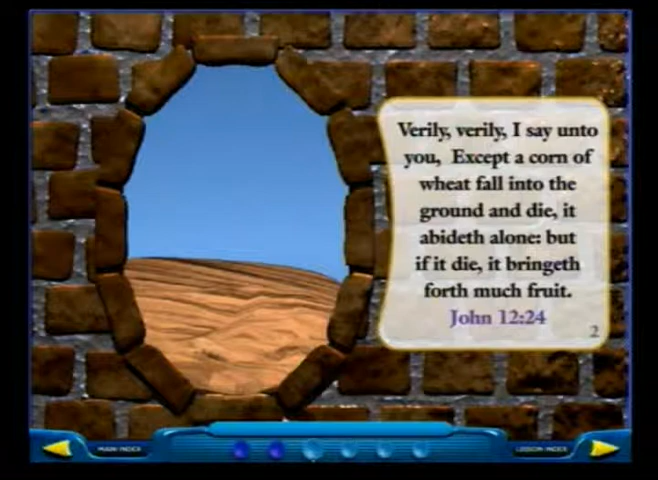 Verily, verily, I say unto
you, Except a corn of
wheat fall into the
ground and die, it
abideth alone: but
if it die, it bringeth
forth much fruit.
John 12:24
2
MAIN INDEX
LESSON INDEX